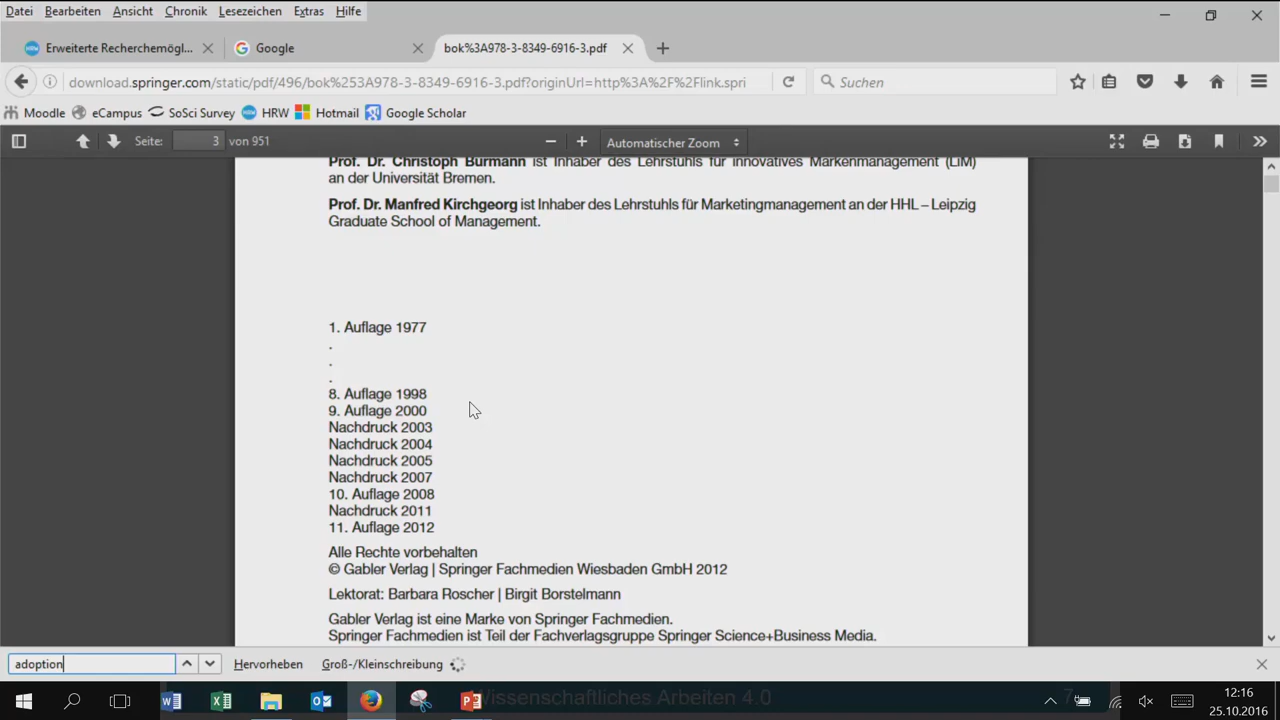 Datei Bearbeiten Ansicht Chronik Lesezeichen Extras Hilfe
Erweiterte Recherchemögl... Google bok%3A978-3-8349-6916-3.pdf
download.springer.com/static/pdf/496/bok%253A978-3-8349-6916-3.pdf?originUrl=http%3A%2F%2Flink.spri Suchen
Moodle eCampus SoSci Survey HRW Hotmail Google Scholar
Seite: 3 von 951 Automatischer Zoom
Prof. Dr. Christoph Burmann ist Inhaber des Lehrstuhls für innovatives Markenmanagement (LiM)
an der Universität Bremen.
Prof. Dr. Manfred Kirchgeorg ist Inhaber des Lehrstuhls für Marketingmanagement an der HHL – Leipzig
Graduate School of Management.
1. Auflage 1977
.
.
.
8. Auflage 1998
9. Auflage 2000
Nachdruck 2003
Nachdruck 2004
Nachdruck 2005
Nachdruck 2007
10. Auflage 2008
Nachdruck 2011
11. Auflage 2012
Alle Rechte vorbehalten
© Gabler Verlag | Springer Fachmedien Wiesbaden GmbH 2012
Lektorat: Barbara Roscher | Birgit Borstelmann
Gabler Verlag ist eine Marke von Springer Fachmedien.
Springer Fachmedien ist Teil der Fachverlagsgruppe Springer Science+Business Media.
adoption Hervorheben Groß-/Kleinschreibung
Wissenschaftliches Arbeiten 4.0 7
12:16
25.10.2016